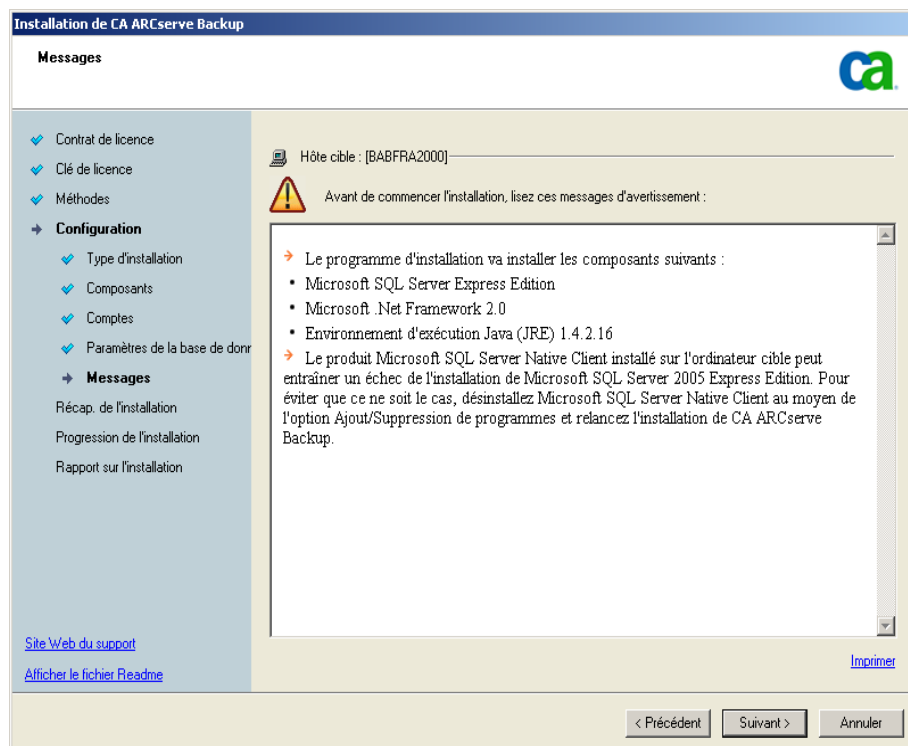 Installation de CA ARCserve Backup
Messages
ca
Contrat de licence
Clé de licence
Méthodes
Configuration
Type d'installation
Composants
Comptes
Paramètres de la base de donr
Messages
Récap. de l'installation
Progression de l'installation
Rapport sur l'installation
Site Web du support
Afficher le fichier Readme
Hôte cible : [BABFRA2000]
Avant de commencer l'installation, lisez ces messages d'avertissement :
Le programme d'installation va installer les composants suivants :
• Microsoft SQL Server Express Edition
• Microsoft .Net Framework 2.0
• Environnement d'exécution Java (JRE) 1.4.2.16
Le produit Microsoft SQL Server Native Client installé sur l'ordinateur cible peut
entraîner un échec de l'installation de Microsoft SQL Server 2005 Express Edition. Pour
éviter que ce ne soit le cas, désinstallez Microsoft SQL Server Native Client au moyen de
l'option Ajout/Suppression de programmes et relancez l'installation de CA ARCserve
Backup.
Imprimer
< Précédent
Suivant >
Annuler